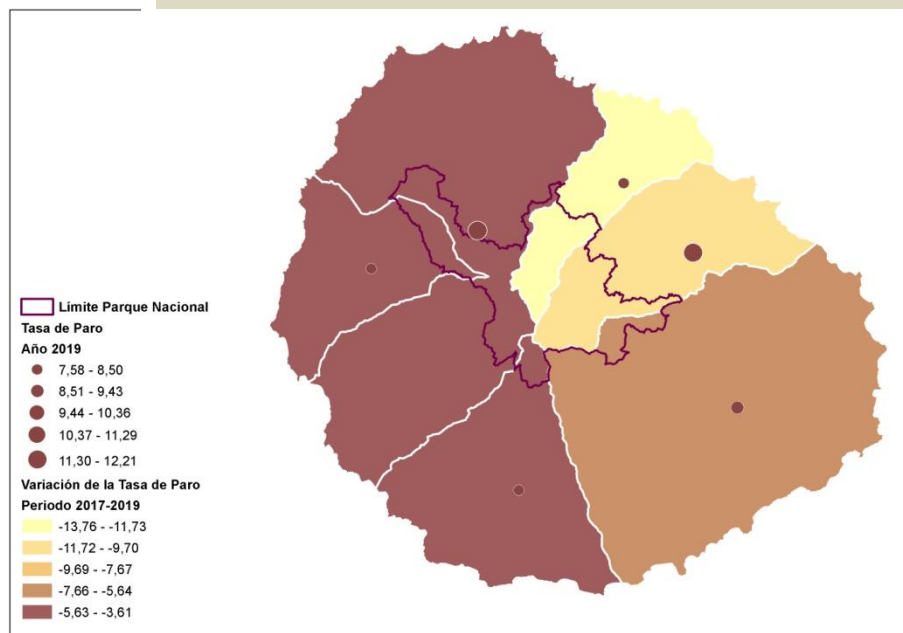 Límite Parque Nacional
Tasa de Paro
Año 2019
7,58 - 8,50
8,51 - 9,43
9,44 - 10,36
10,37 - 11,29
11,30 - 12,21
Variación de la Tasa de Paro
Periodo 2017-2019
-13,76 - -11,73
-11,72 - -9,70
-9,69 - -7,67
-7,66 - -5,64
-5,63 - -3,61